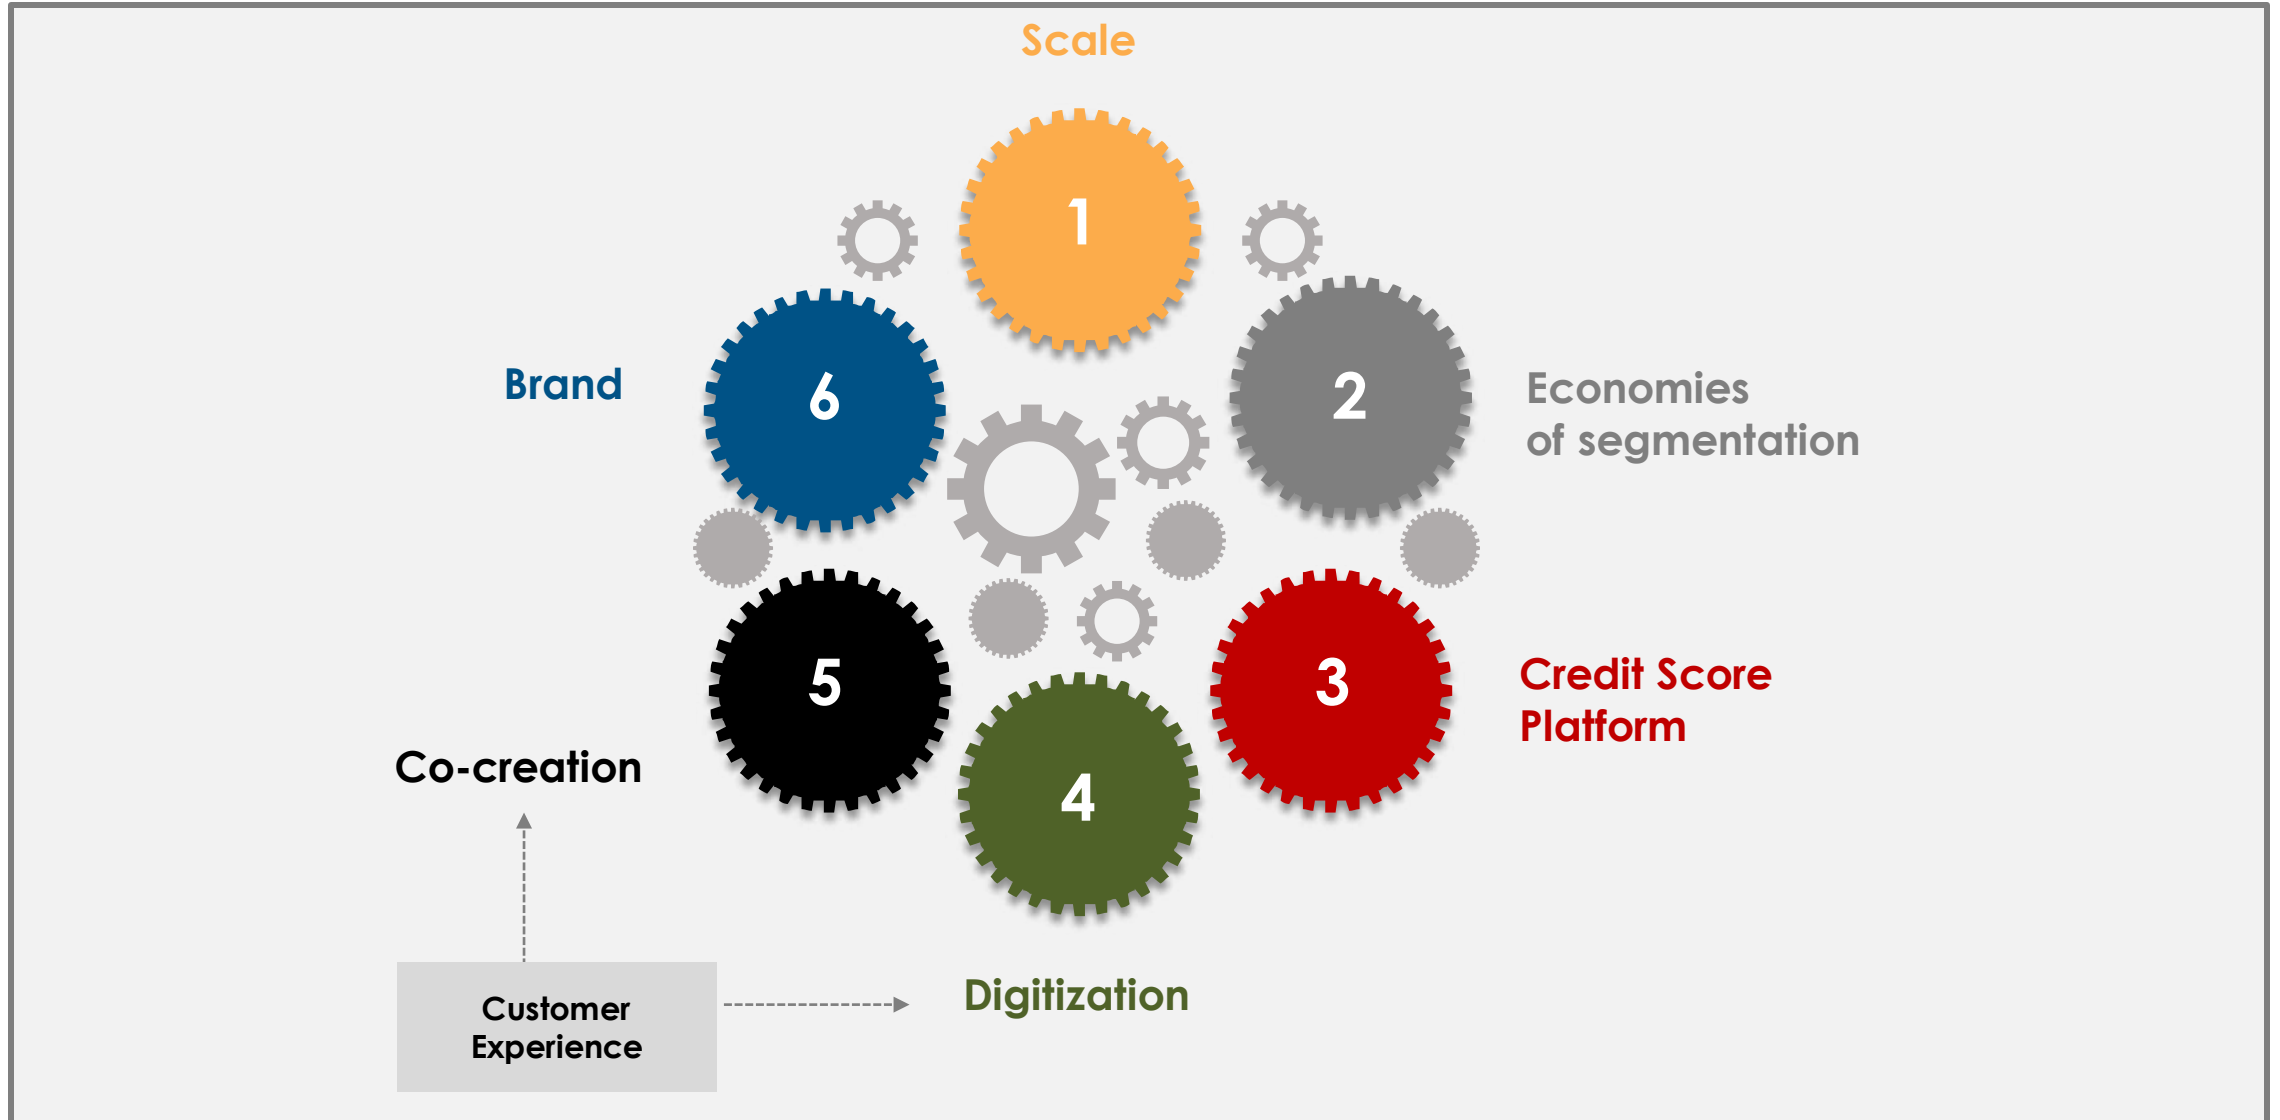 Scale
1
6
2
Brand
Economies
of segmentation
5
3
Credit Score
Platform
Co-creation
4
Customer
Experience
Digitization